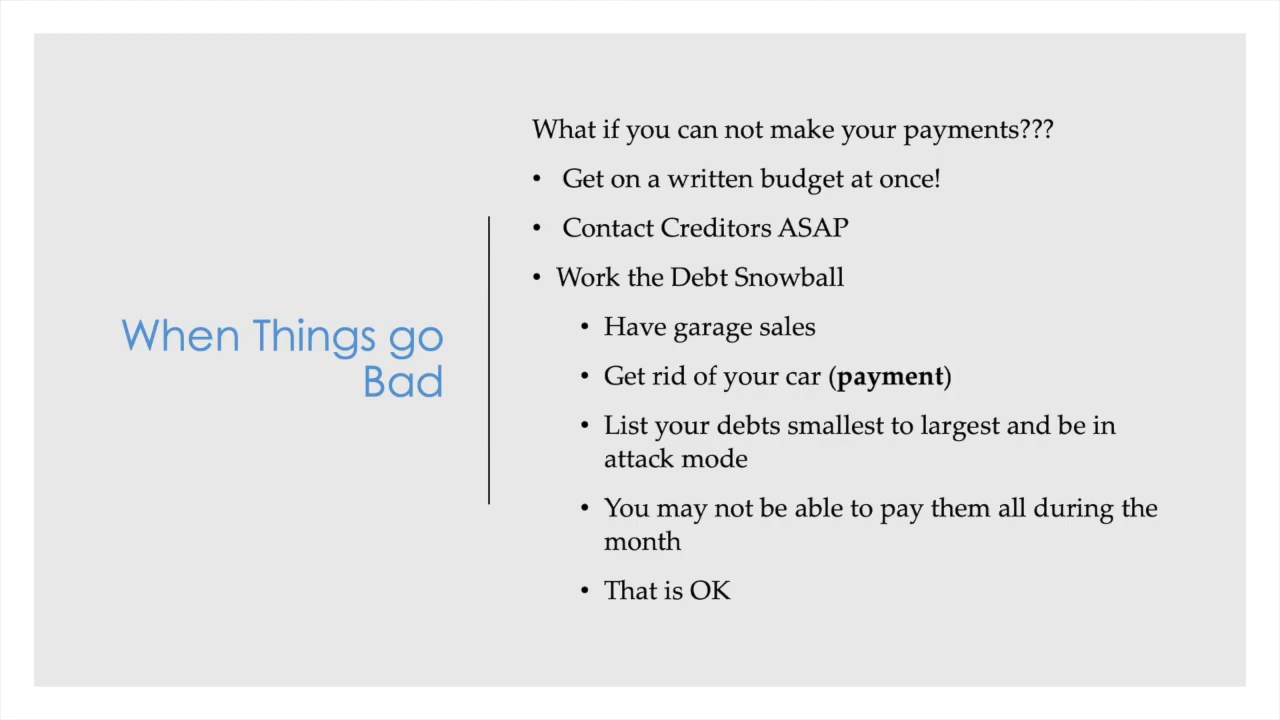 When Things go
Bad
What if you can not make your payments???
• Get on a written budget at once!
• Contact Creditors ASAP
• Work the Debt Snowball
• Have garage sales
• Get rid of your car (payment)
• List your debts smallest to largest and be in
attack mode
• You may not be able to pay them all during the
month
• That is OK